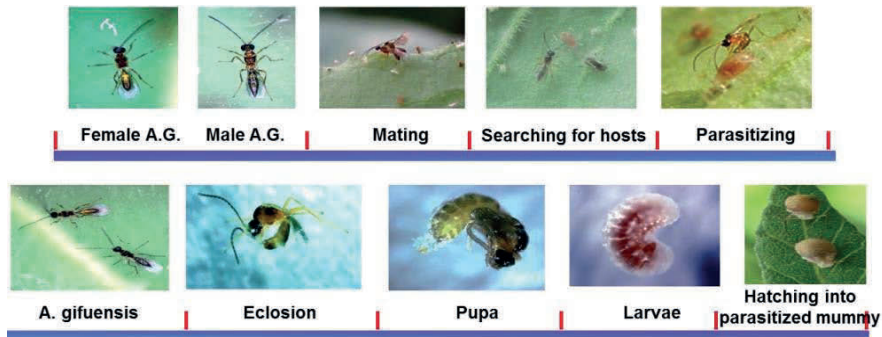 Female A.G.
Male A.G.
Mating
Searching for hosts
Parasitizing
A. gifuensis
Eclosion
Pupa
Larvae
Hatching into
parasitized mummy